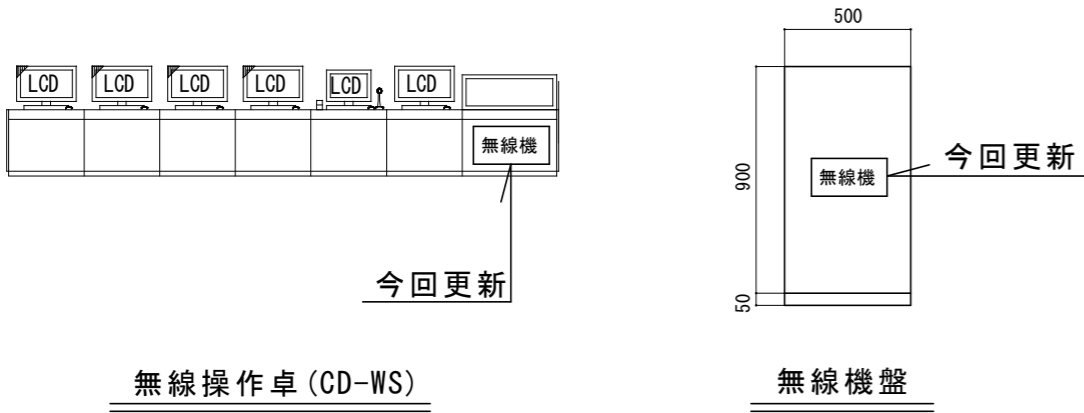 500
LCD LCD LCD LCD LCD LCD
無線機
今回更新
無線操作卓(CD-WS)
900
無線機
今回更新
50
無線機盤